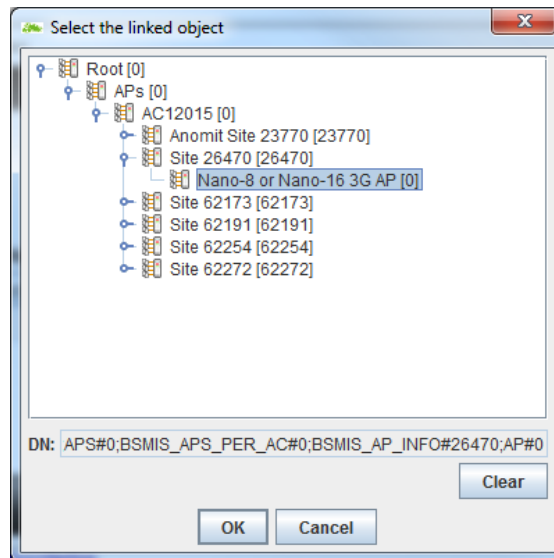 Select the linked object
Root [0]
APs [0]
AC12015 [0]
Anomit Site 23770 [23770]
Site 26470 [26470]
Nano-8 or Nano-16 3G AP [0]
Site 62173 [62173]
Site 62191 [62191]
Site 62254 [62254]
Site 62272 [62272]
DN: APS#0;BSMIS_APS_PER_AC#0;BSMIS_AP_INFO#26470;AP#0
Clear
OK Cancel